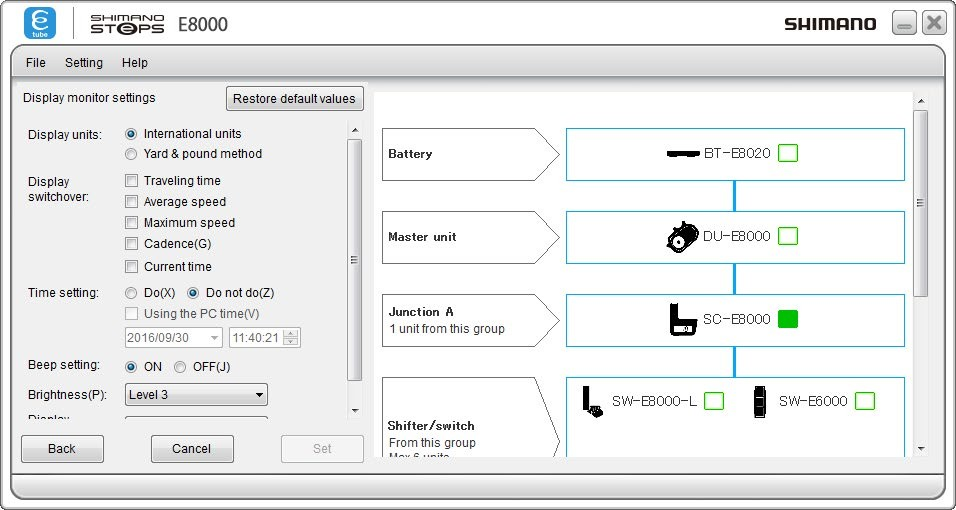 e tube
SHIMANO STEPS E8000
SHIMANO
File Setting Help
Display monitor settings
Restore default values
Display units:
International units
Yard & pound method
Display switchover:
Traveling time
Average speed
Maximum speed
Cadence(G)
Current time
Time setting:
Do(X) Do not do(Z)
Using the PC time(V)
2016/09/30 11:40:21
Beep setting:
ON OFF(J)
Brightness(P):
Level 3
Display
Back
Cancel
Set
Battery
BT-E8020
Master unit
DU-E8000
Junction A
1 unit from this group
SC-E8000
Shifter/switch
From this group
Max 6 units
SW-E8000-L
SW-E6000